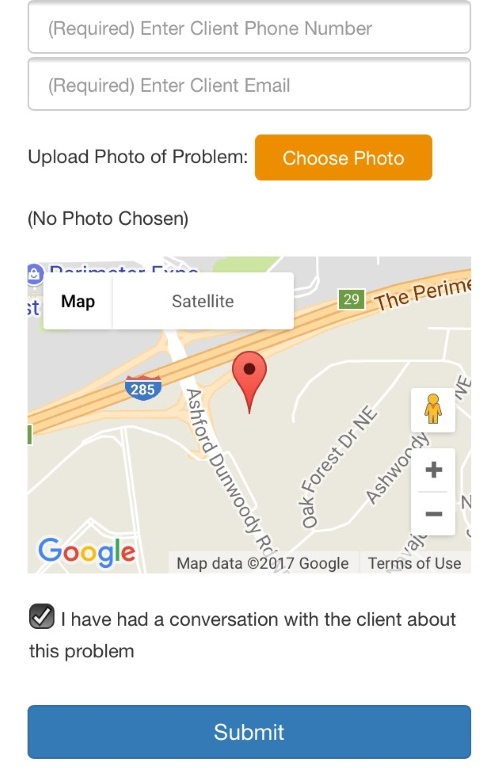 (Required) Enter Client Phone Number
(Required) Enter Client Email
Upload Photo of Problem: Choose Photo
(No Photo Chosen)
Perimeter Expo
st
Map Satellite
29
The Perime
285
Ashford Dunwoody Rd
Oak Forest Dr NE
Ashwoody
NE
+
−
N
Google
Map data ©2017 Google Terms of Use
I have had a conversation with the client about
this problem
Submit